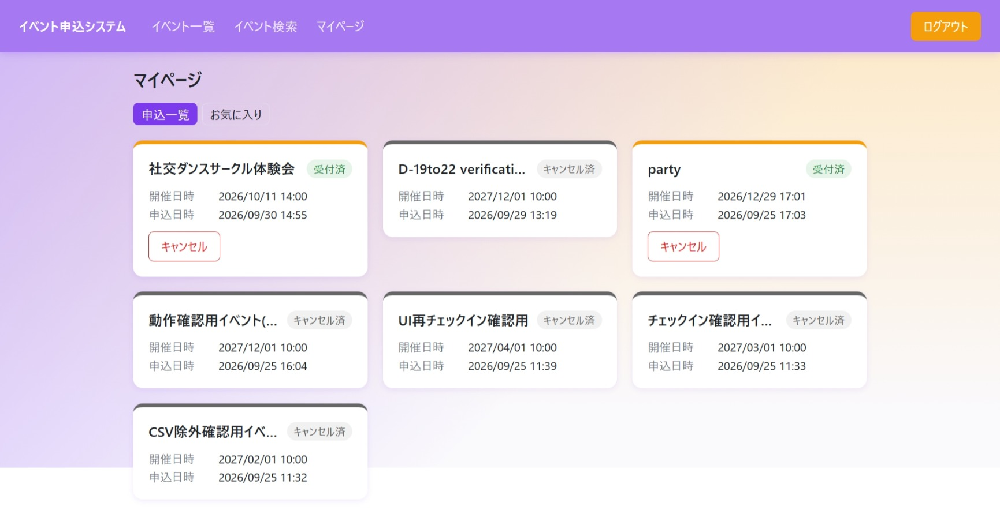 イベント申込システム イベント一覧 イベント検索 マイページ ログアウト
マイページ
申込一覧 お気に入り
社交ダンスサークル体験会 受付済
開催日時 2026/10/11 14:00
申込日時 2026/09/30 14:55
キャンセル
D-19to22 verificati... キャンセル済
開催日時 2027/12/01 10:00
申込日時 2026/09/29 13:19
party 受付済
開催日時 2026/12/29 17:01
申込日時 2026/09/25 17:03
キャンセル
動作確認用イベント(... キャンセル済
開催日時 2027/12/01 10:00
申込日時 2026/09/25 16:04
UI再チェックイン確認用 キャンセル済
開催日時 2027/04/01 10:00
申込日時 2026/09/25 11:39
チェックイン確認用イ... キャンセル済
開催日時 2027/03/01 10:00
申込日時 2026/09/25 11:33
CSV除外確認用イベ... キャンセル済
開催日時 2027/02/01 10:00
申込日時 2026/09/25 11:32